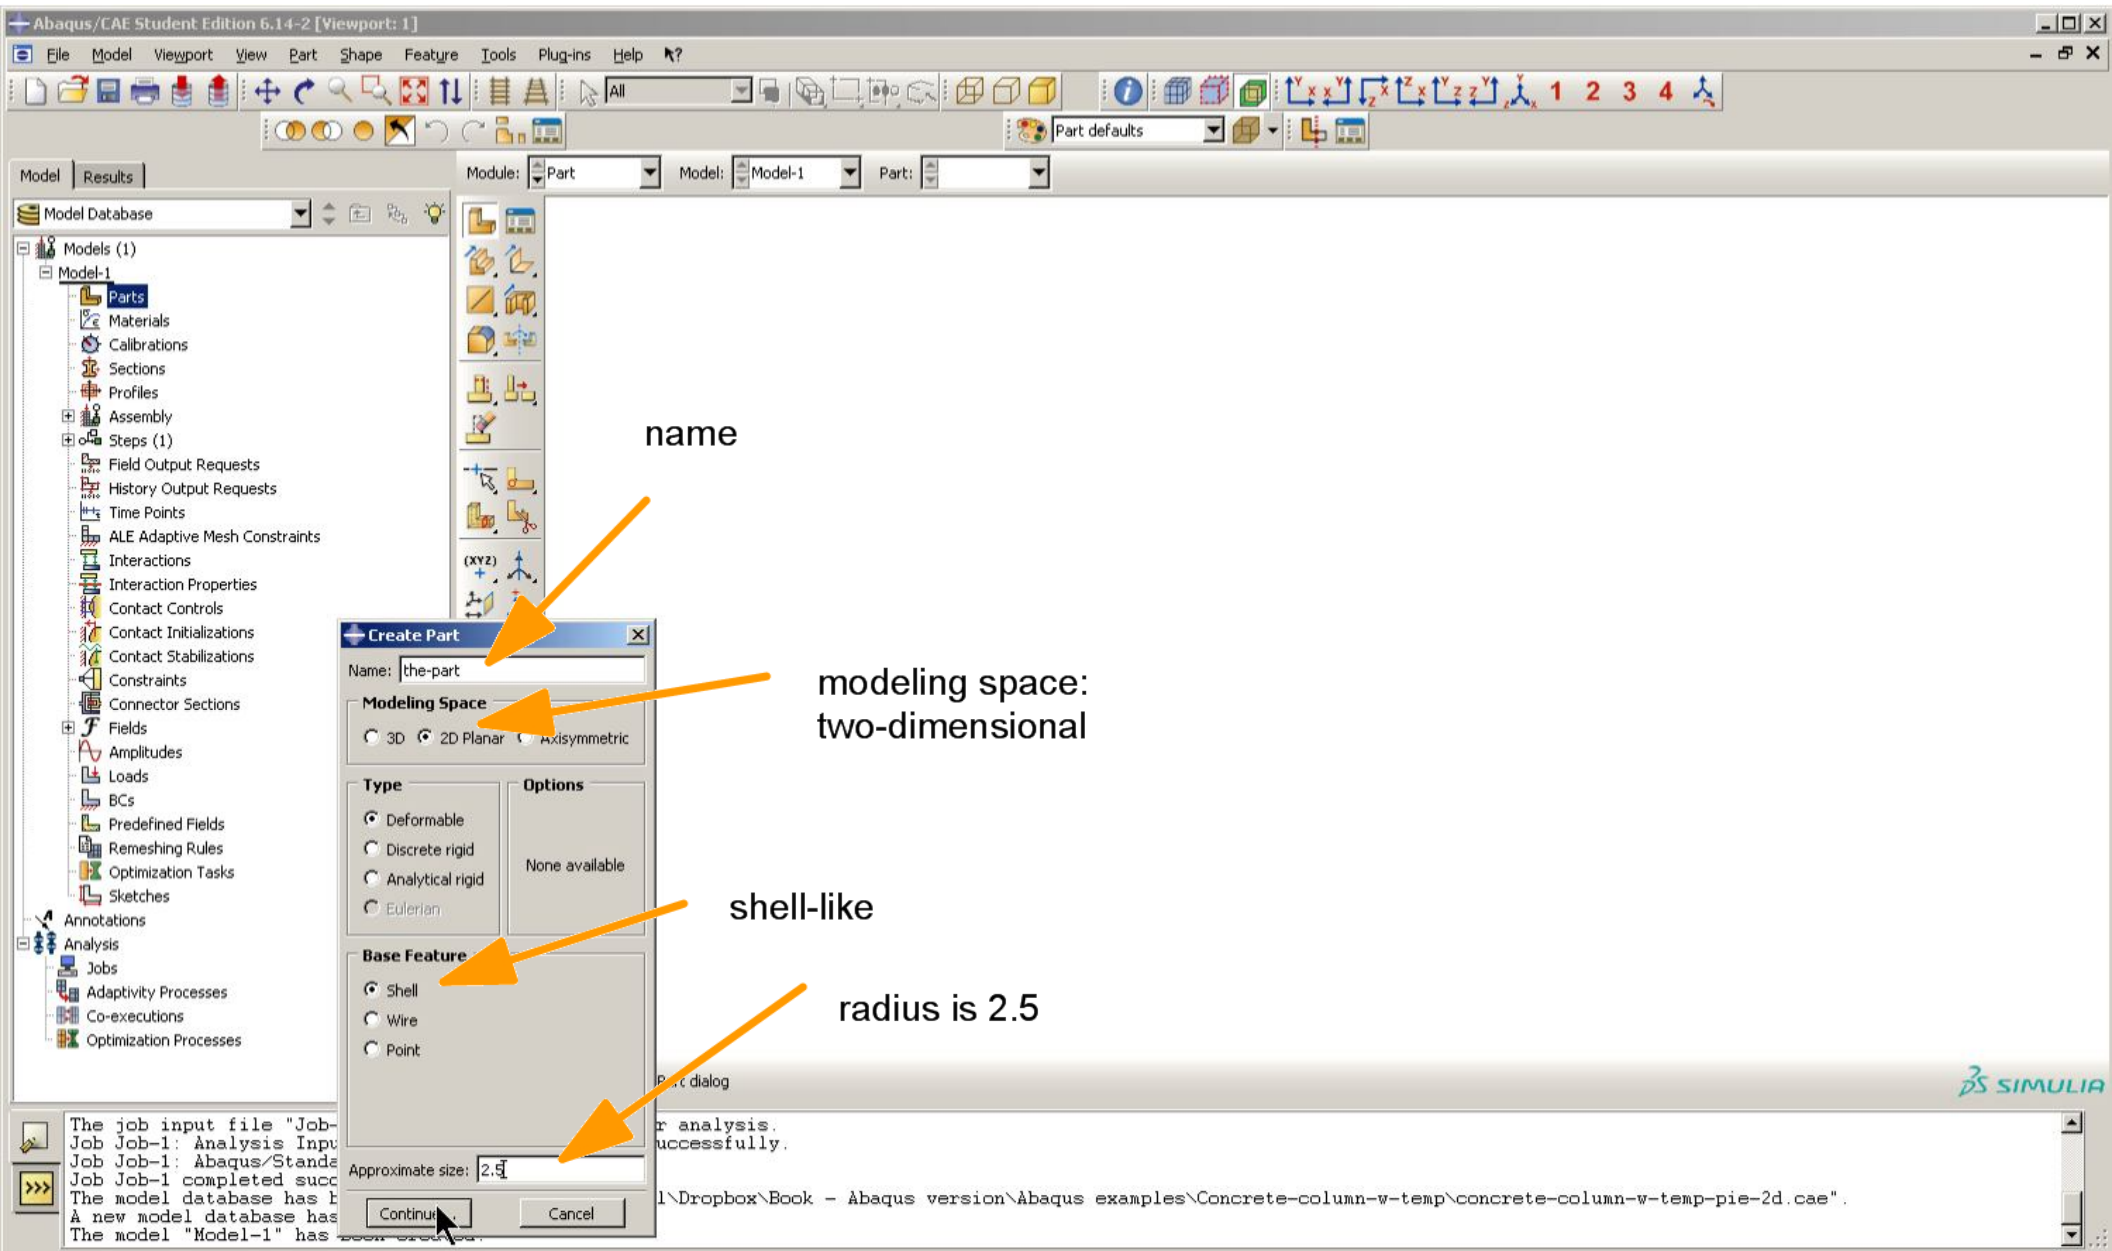 Abaqus/CAE Student Edition 6.14-2 [Viewport: 1]
File Model Viewport View Part Shape Feature Tools Plug-ins Help
All
1 2 3 4
Part defaults
Model Results
Module: Part Model: Model-1 Part:
Model Database
Models (1)
Model-1
Parts
Materials
Calibrations
Sections
Profiles
Assembly
Steps (1)
Field Output Requests
History Output Requests
Time Points
ALE Adaptive Mesh Constraints
Interactions
Interaction Properties
Contact Controls
Contact Initializations
Contact Stabilizations
Constraints
Connector Sections
Fields
Amplitudes
Loads
BCs
Predefined Fields
Remeshing Rules
Optimization Tasks
Sketches
Annotations
Analysis
Jobs
Adaptivity Processes
Co-executions
Optimization Processes
(XYZ)
name
Create Part
Name: the-part
Modeling Space
3D 2D Planar Axisymmetric
modeling space:
two-dimensional
Type Options
Deformable
Discrete rigid
None available
Analytical rigid
Eulerian
shell-like
Base Feature
Shell
Wire
Point
radius is 2.5
dialog
Approximate size: 2.5
Continue... Cancel
SIMULIA
The job input file "Job- r analysis.
Job Job-1: Analysis Inpu uccessfully.
Job Job-1: Abaqus/Standa
Job Job-1 completed succ
The model database has l\Dropbox\Book - Abaqus version\Abaqus examples\Concrete-column-w-temp\concrete-column-w-temp-pie-2d.cae".
A new model database has
The model "Model-1" has been created.